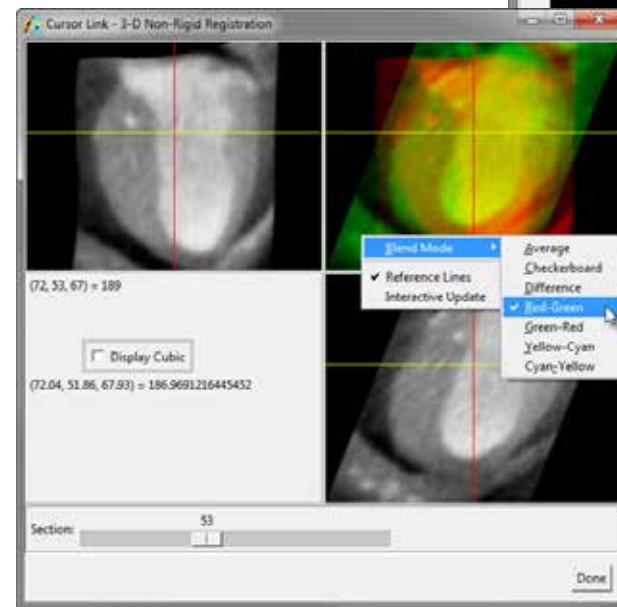 Cursor Link - 3-D Non-Rigid Registration
Blend Mode
Reference Lines
Interactive Update
Average
Checkerboard
Difference
Red-Green
Green-Red
Yellow-Cyan
Cyan-Yellow
(72, 53, 67) = 189
Display Cubic
(72.04, 51.86, 67.93) = 186.9691216445452
Section:
53
Done